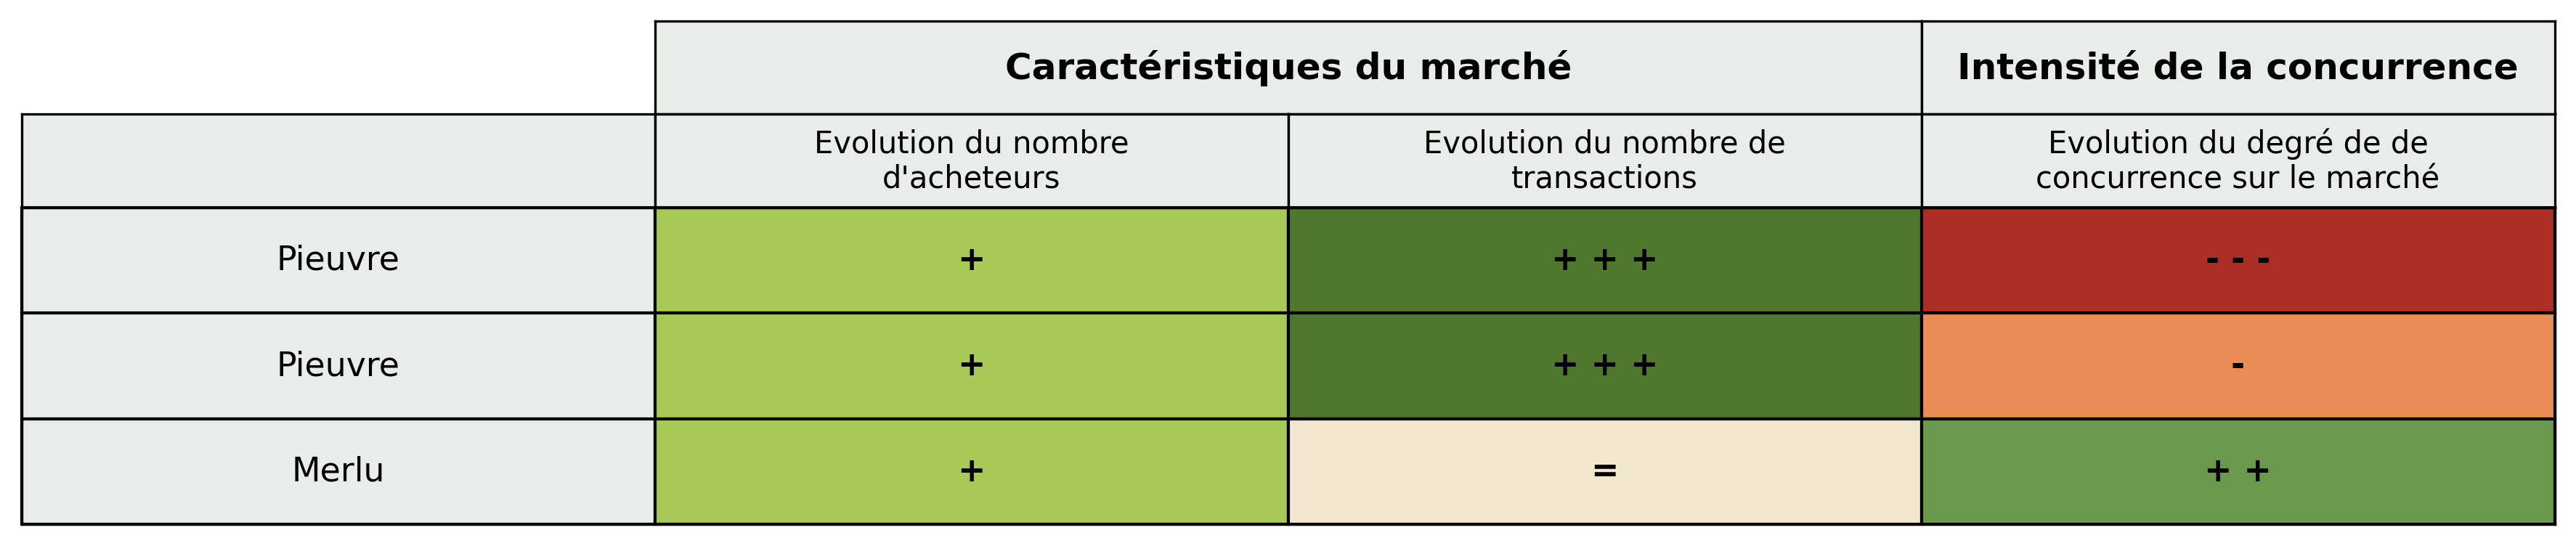 Caractéristiques du marché
Intensité de la concurrence
Evolution du nombre
d'acheteurs
Evolution du nombre de
transactions
Evolution du degré de de
concurrence sur le marché
Pieuvre
+
+ + +
- - -
Pieuvre
+
+ + +
-
Merlu
+
=
+ +